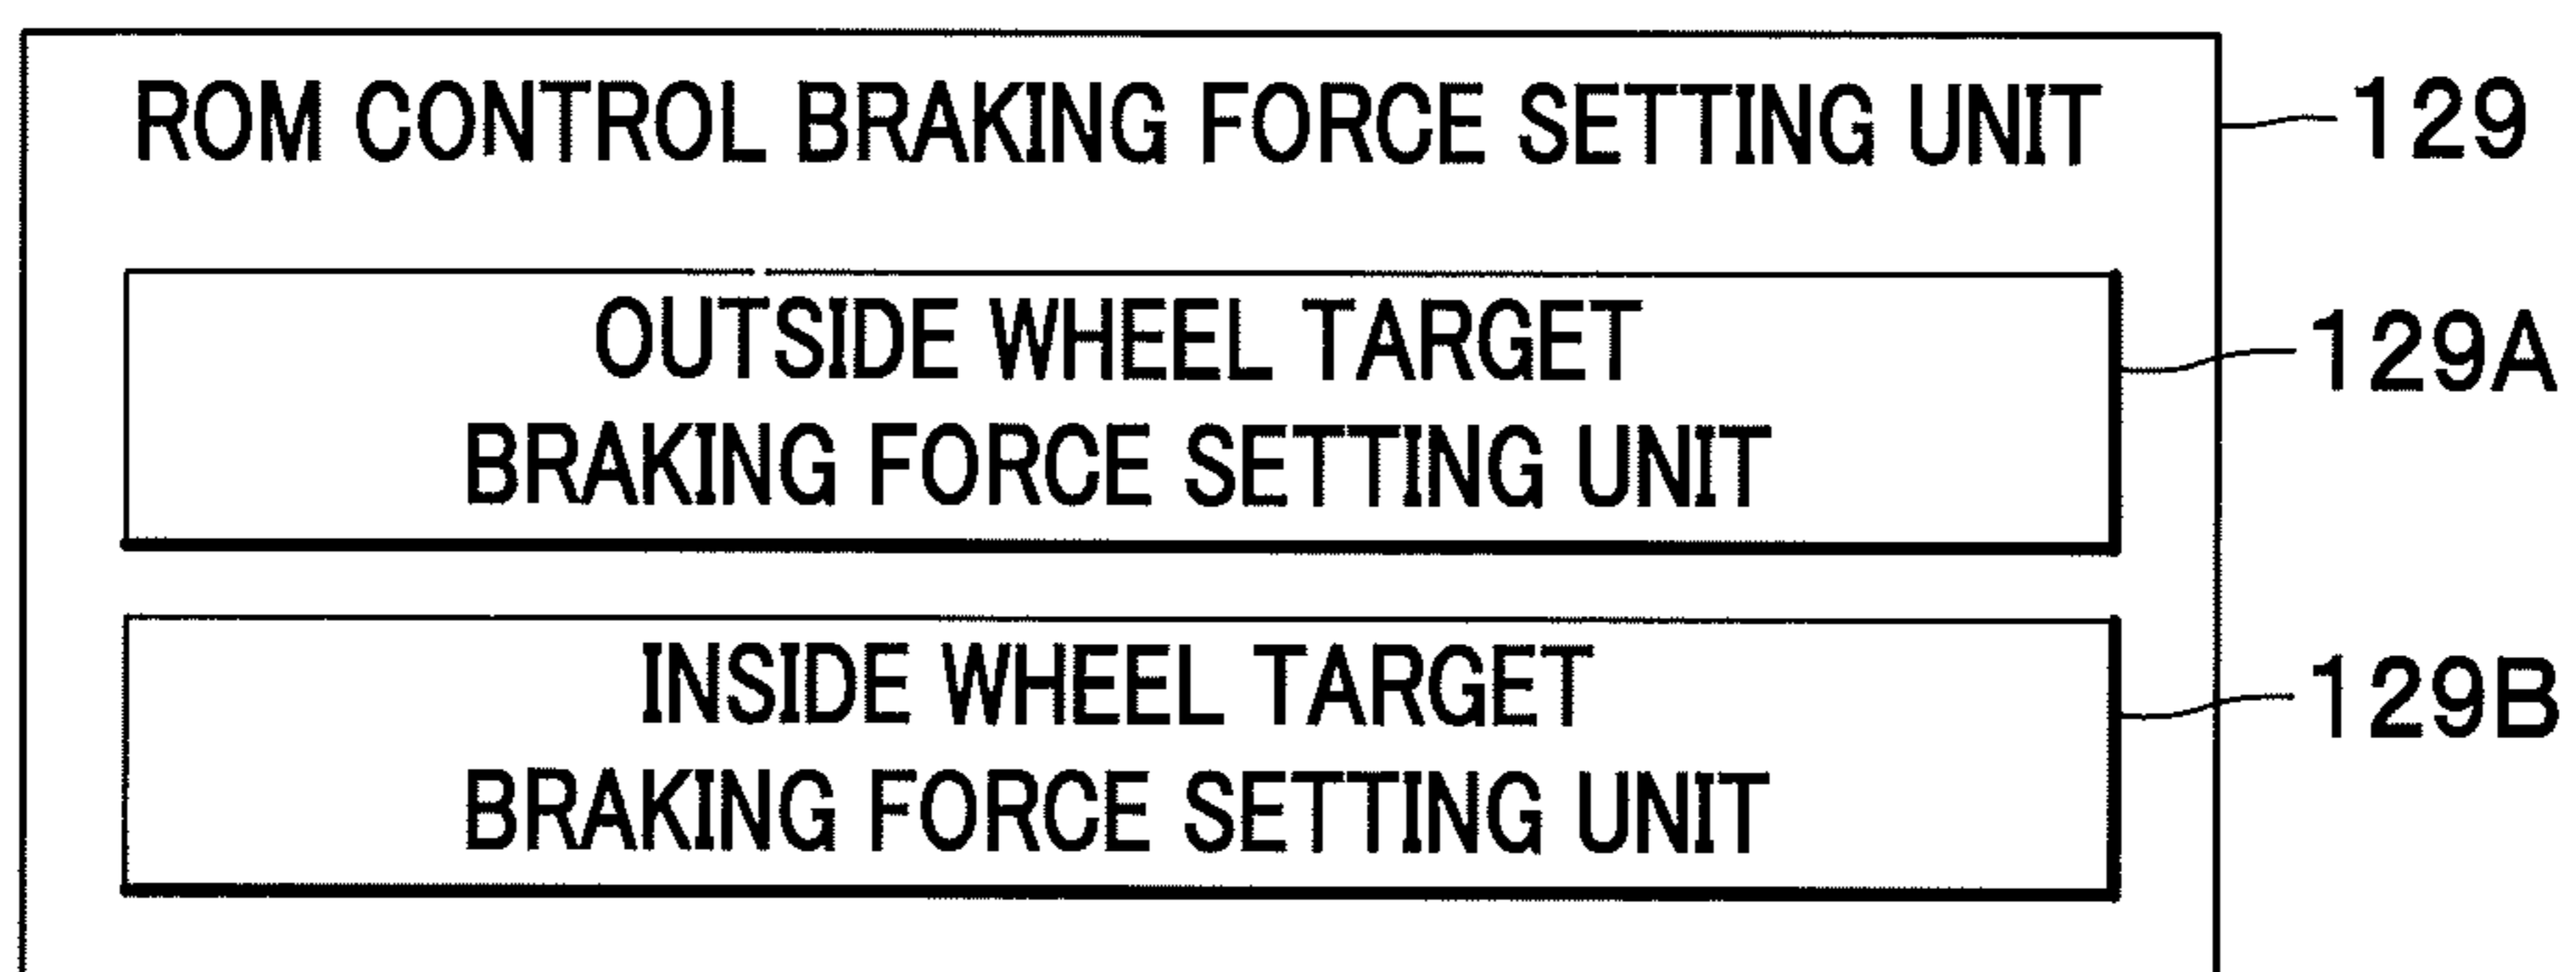 ROM CONTROL BRAKING FORCE SETTING UNIT 129
OUTSIDE WHEEL TARGET
BRAKING FORCE SETTING UNIT
129A
INSIDE WHEEL TARGET
BRAKING FORCE SETTING UNIT
129B